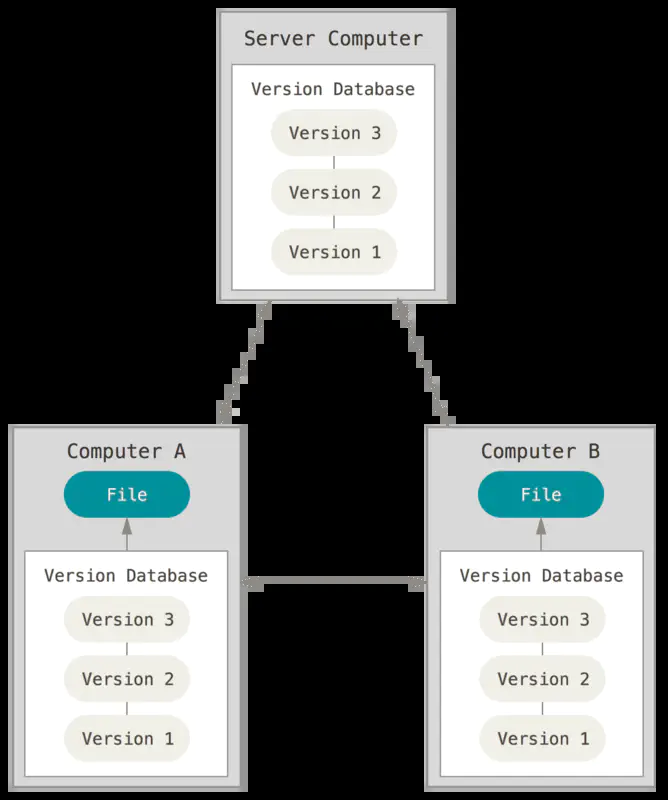 Server Computer
Version Database
Version 3
Version 2
Version 1
Computer A
File
Version Database
Version 3
Version 2
Version 1
Computer B
File
Version Database
Version 3
Version 2
Version 1